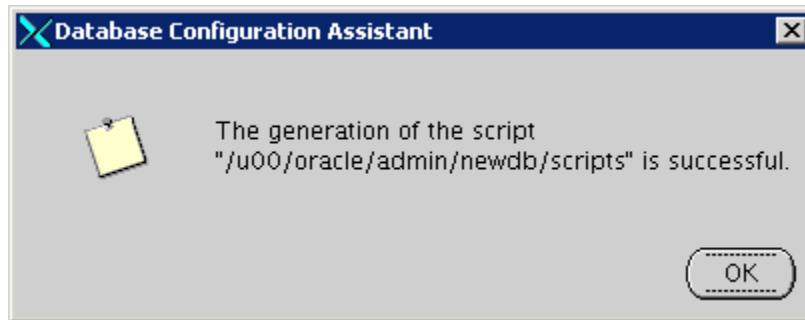 Database Configuration Assistant
The generation of the script
"/u00/oracle/admin/newdb/scripts" is successful.
OK